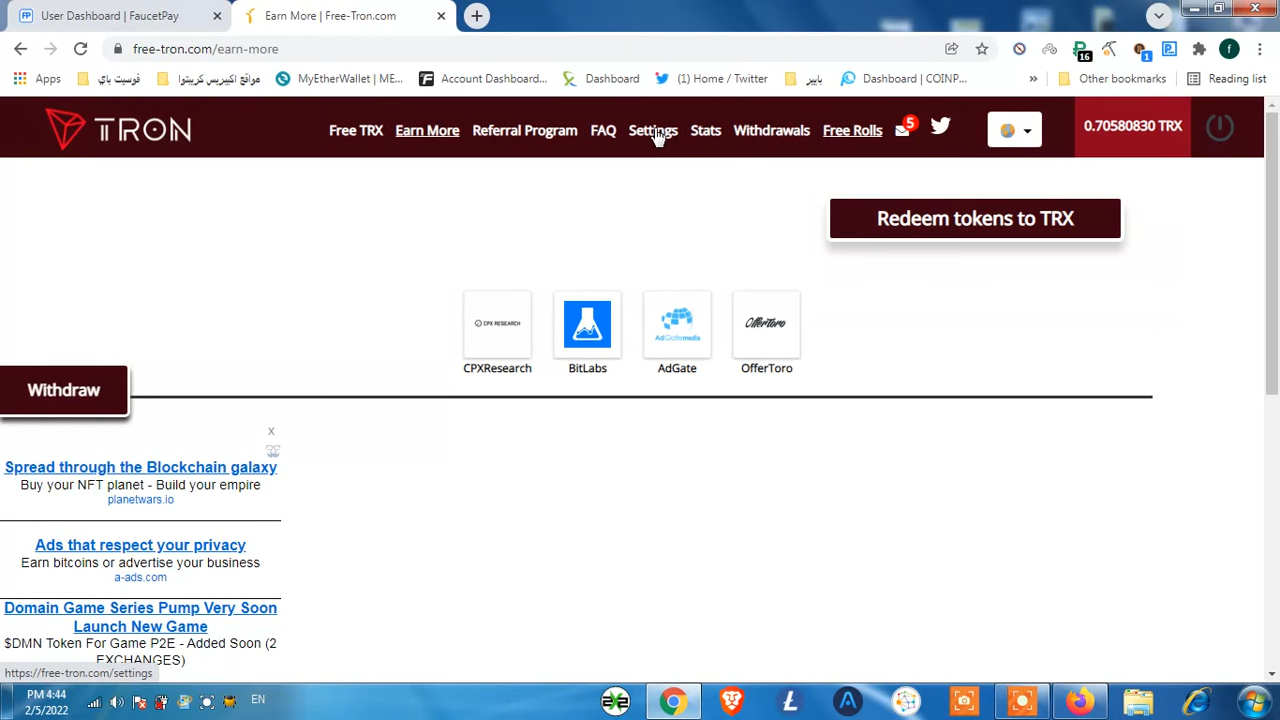 User Dashboard | FaucetPay
Earn More | Free-Tron.com
free-tron.com/earn-more
16
1
f
Apps
فوسيت باي
مواقع اكبيرس كريبتوا
MyEtherWallet | ME...
Account Dashboard...
Dashboard
(1) Home / Twitter
بايير
Dashboard | COINP...
»
Other bookmarks
Reading list
TRON
Free TRX
Earn More
Referral Program
FAQ
Settings
Stats
Withdrawals
Free Rolls
5
0.70580830 TRX
Redeem tokens to TRX
CPX RESEARCH
AdGatemedia
OfferToro
CPXResearch
BitLabs
AdGate
OfferToro
Withdraw
x
Spread through the Blockchain galaxy
Buy your NFT planet - Build your empire
planetwars.io
Ads that respect your privacy
Earn bitcoins or advertise your business
a-ads.com
Domain Game Series Pump Very Soon
Launch New Game
$DMN Token For Game P2E - Added Soon (2
EXCHANGES)
https://free-tron.com/settings
PM 4:44
2/5/2022
EN